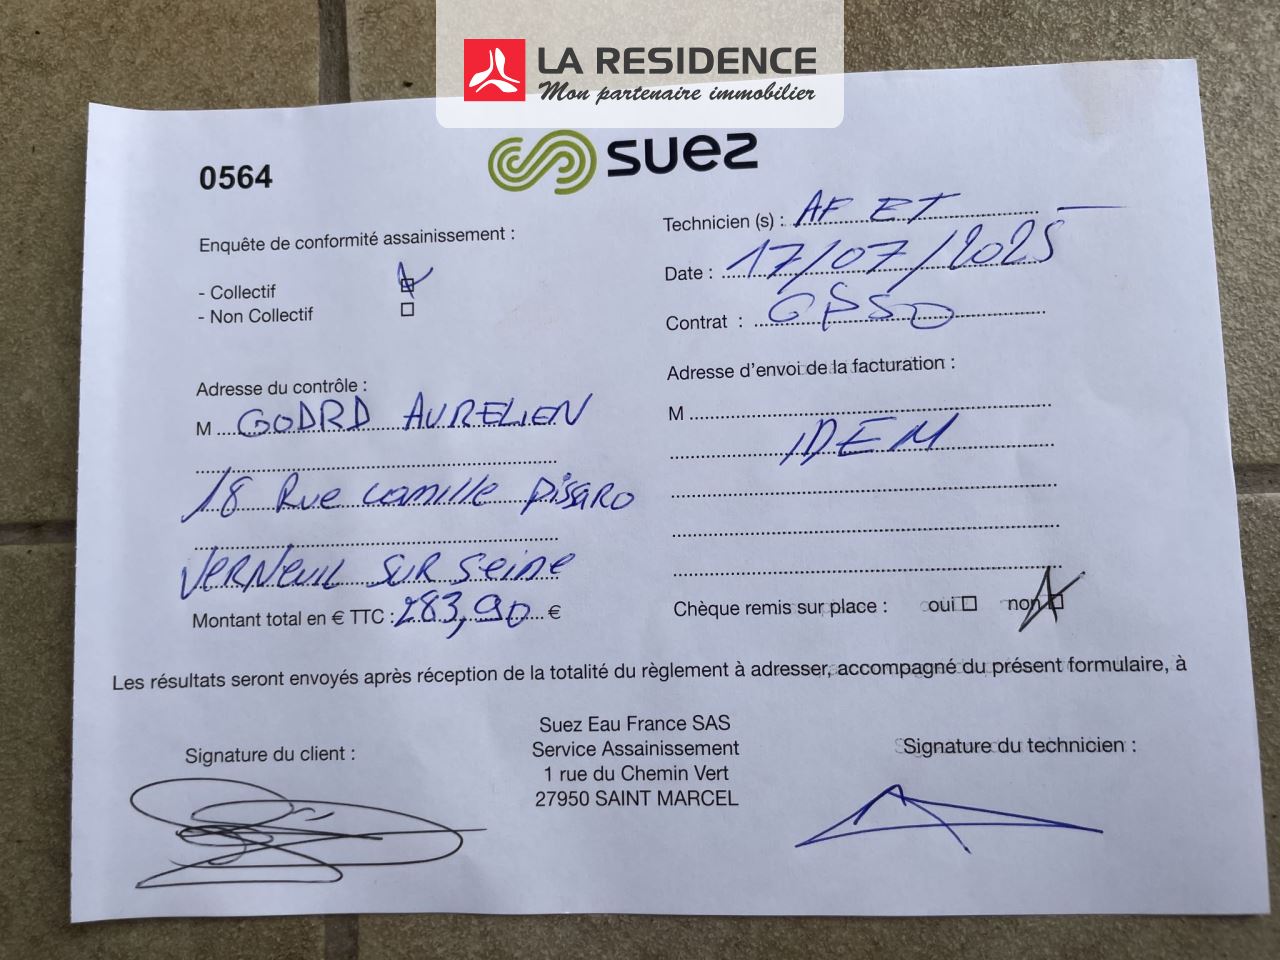 LA RESIDENCE
Mon partenaire immobilier
suez
0564
Enquête de conformité assainissement :
- Collectif
- Non Collectif
Technicien (s) : AF ET
Date : 17/07/2025
Contrat : GPSO
Adresse du contrôle :
M GODRD AURELIEN
18 Rue camille Pissaro
VERNEUIL SUR SEINE
Montant total en € TTC : 283,90 €
Adresse d'envoi de la facturation :
M
IDEM
Chèque remis sur place : oui non
Les résultats seront envoyés après réception de la totalité du règlement à adresser, accompagné du présent formulaire, à
Suez Eau France SAS
Service Assainissement
1 rue du Chemin Vert
27950 SAINT MARCEL
Signature du client :
Signature du technicien :